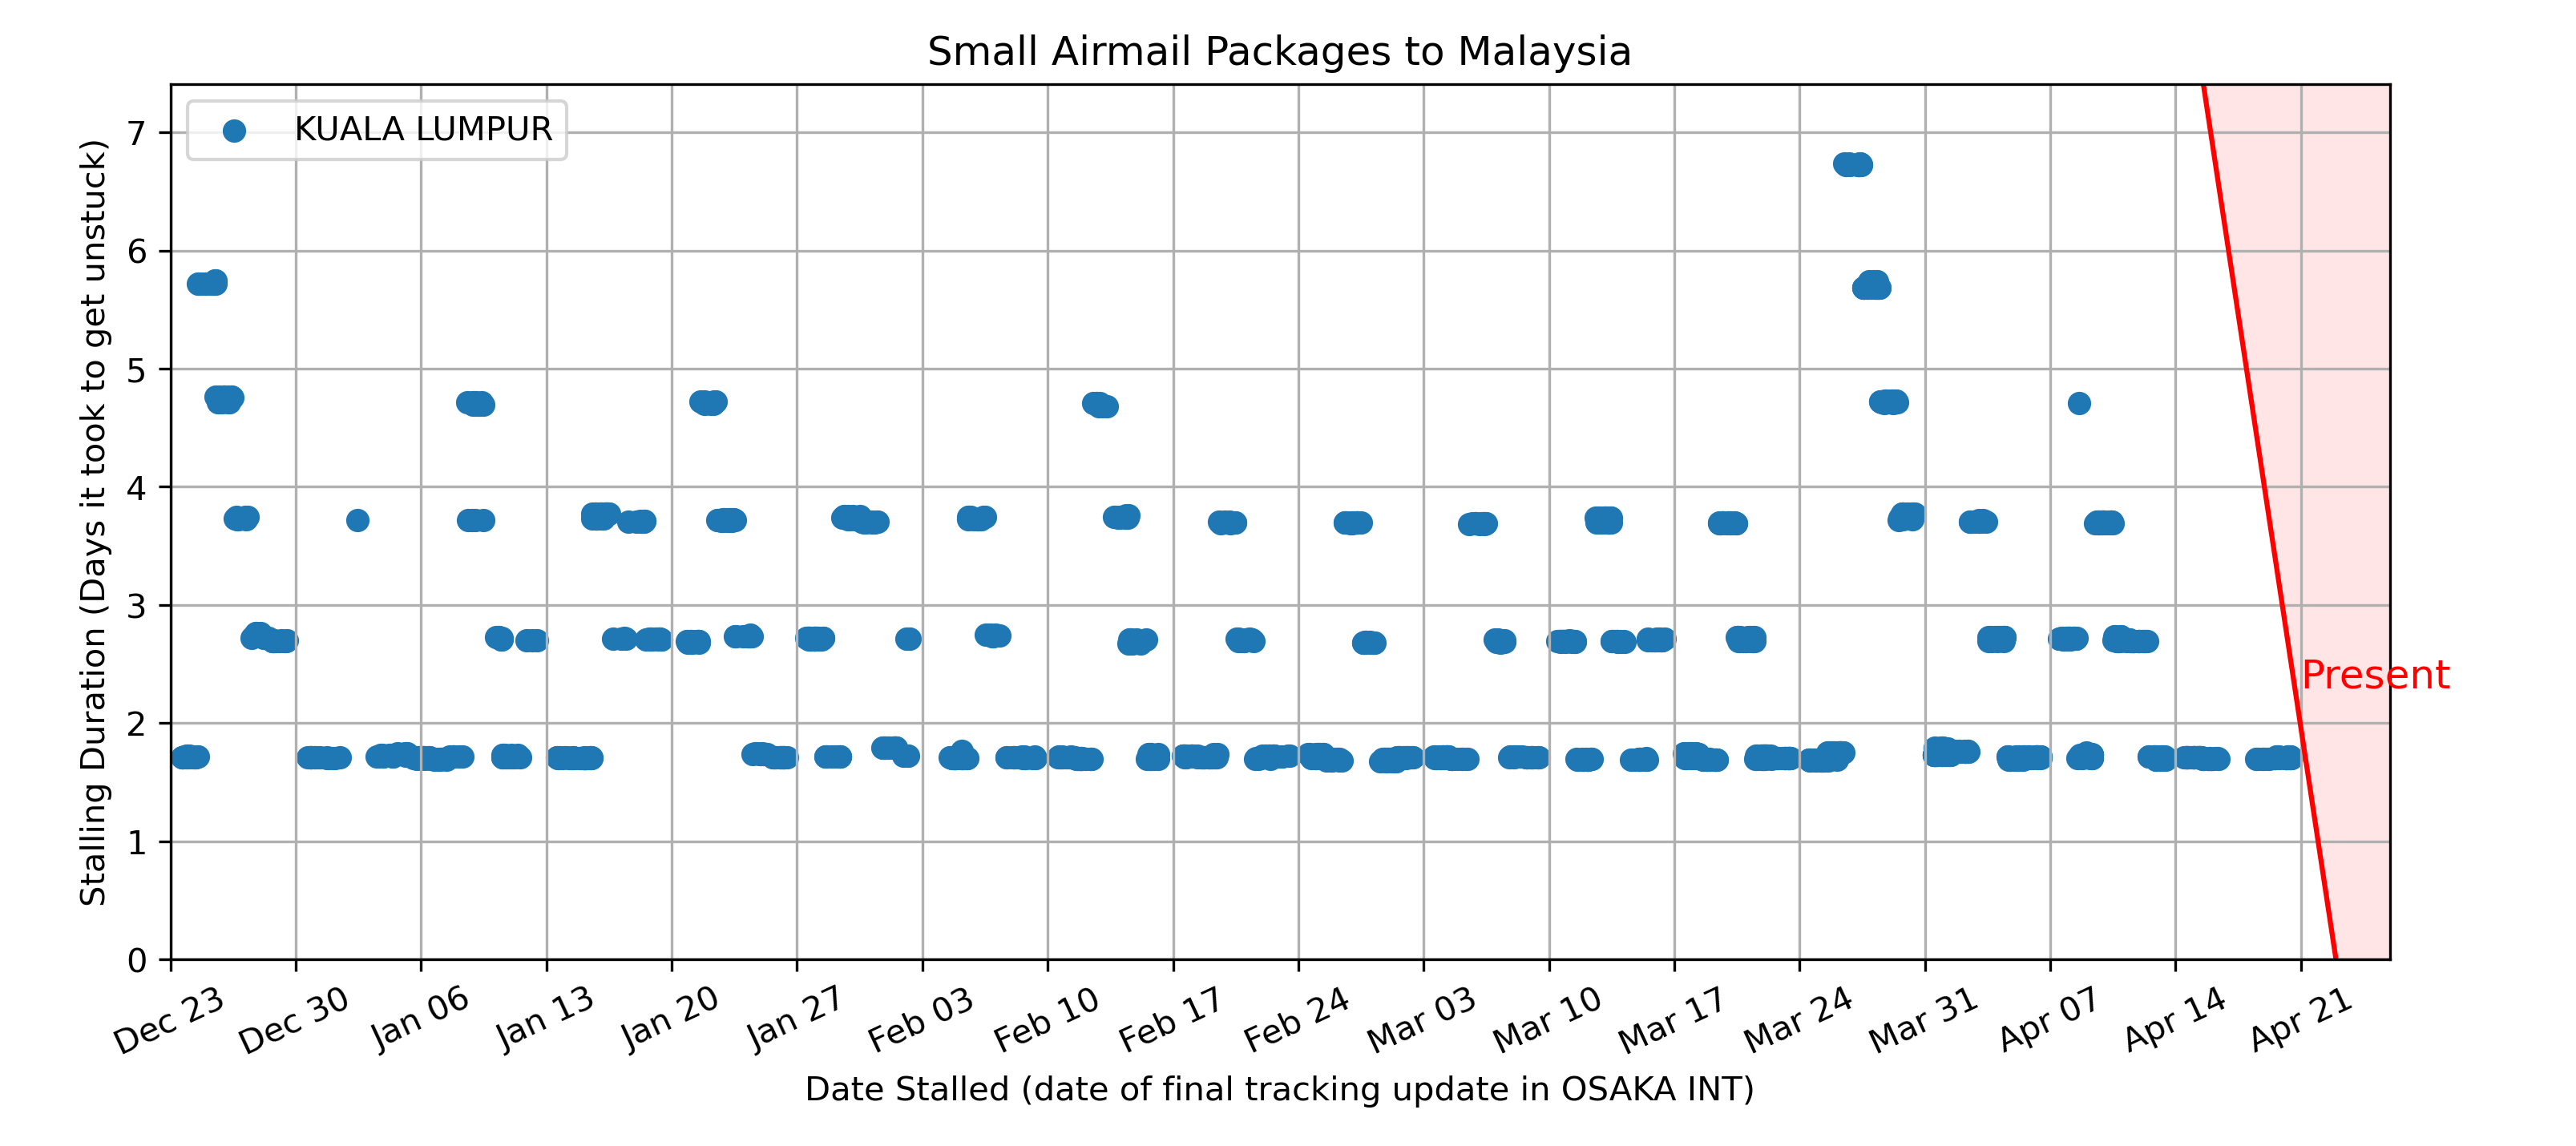 Small Airmail Packages to Malaysia
KUALA LUMPUR
Stalling Duration (Days it took to get unstuck)
7
6
5
4
3
2
1
0
Present
Dec 23
Dec 30
Jan 06
Jan 13
Jan 20
Jan 27
Feb 03
Feb 10
Feb 17
Feb 24
Mar 03
Mar 10
Mar 17
Mar 24
Mar 31
Apr 07
Apr 14
Apr 21
Date Stalled (date of final tracking update in OSAKA INT)